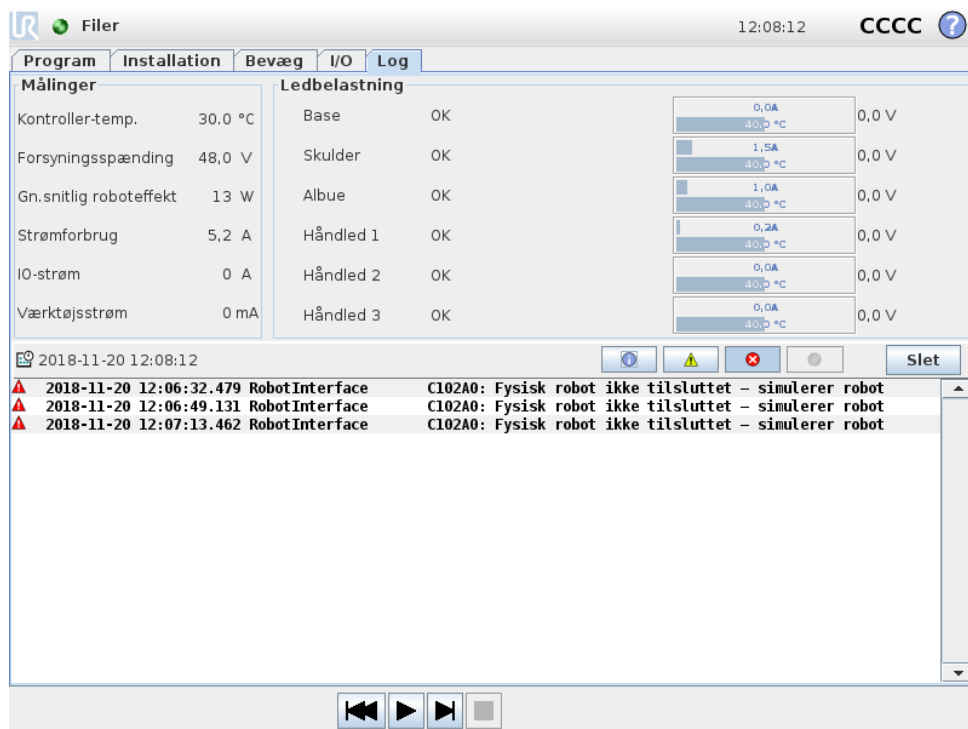 UR Filer 12:08:12 CCCC ?
Program Installation Bevæg I/O Log
Målinger
Kontroller-temp. 30.0 °C
Forsyningsspænding 48,0 V
Gn.snitlig roboteffekt 13 W
Strømforbrug 5,2 A
IO-strøm 0 A
Værktøjsstrøm 0 mA
Ledbelastning
Base OK 0,0A 40.0 °C 0,0 V
Skulder OK 1,5A 40.0 °C 0,0 V
Albue OK 1,0A 40.0 °C 0,0 V
Håndled 1 OK 0,2A 40.0 °C 0,0 V
Håndled 2 OK 0,0A 40.0 °C 0,0 V
Håndled 3 OK 0,0A 40.0 °C 0,0 V
2018-11-20 12:08:12 Slet
2018-11-20 12:06:32.479 RobotInterface C102A0: Fysisk robot ikke tilsluttet – simulerer robot
2018-11-20 12:06:49.131 RobotInterface C102A0: Fysisk robot ikke tilsluttet – simulerer robot
2018-11-20 12:07:13.462 RobotInterface C102A0: Fysisk robot ikke tilsluttet – simulerer robot